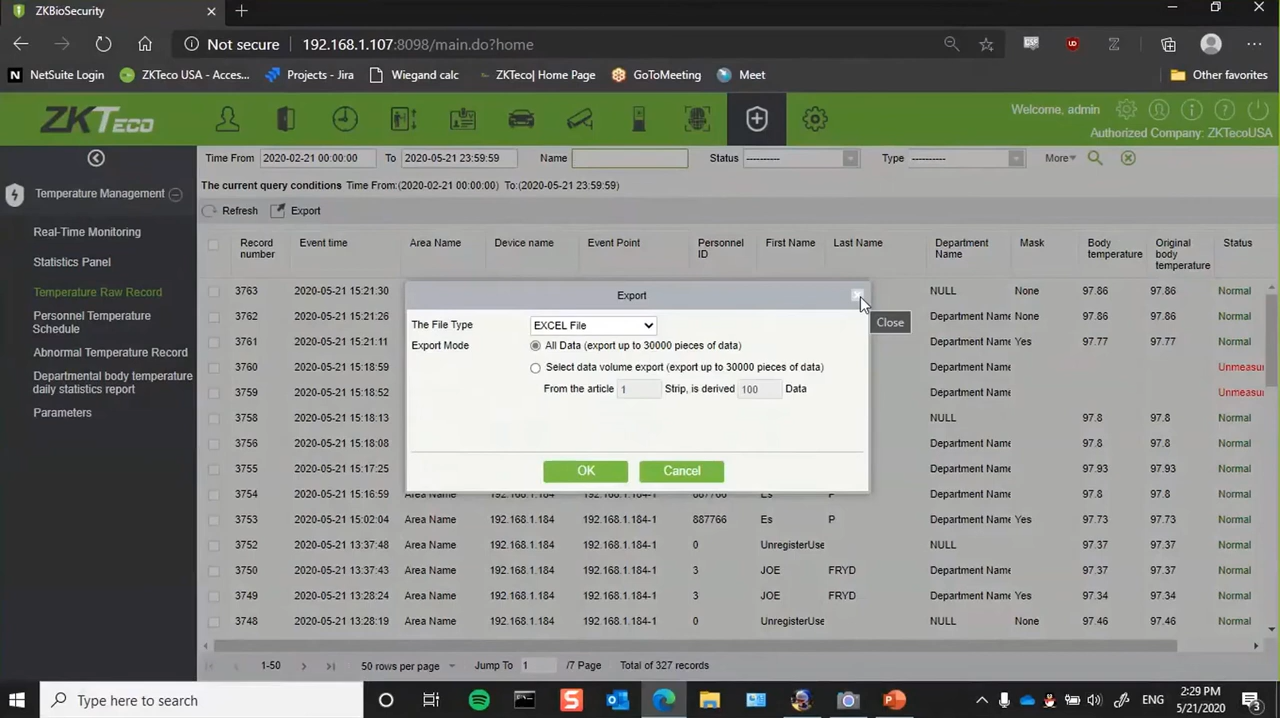 ZKBioSecurity
Not secure 192.168.1.107:8098/main.do?home
NetSuite Login ZKTeco USA - Acces... Projects - Jira Wiegand calc ZKTeco| Home Page GoToMeeting Meet Other favorites
ZKTeco
Welcome, admin
Authorized Company: ZKTecoUSA
Temperature Management
Real-Time Monitoring
Statistics Panel
Temperature Raw Record
Personnel Temperature
Schedule
Abnormal Temperature Record
Departmental body temperature
daily statistics report
Parameters
Time From 2020-02-21 00:00:00 To 2020-05-21 23:59:59 Name Status ---------- Type ---------- More
The current query conditions Time From:(2020-02-21 00:00:00) To:(2020-05-21 23:59:59)
Refresh Export
Record number Event time Area Name Device name Event Point Personnel ID First Name Last Name Department Name Mask Body temperature Original body temperature Status
3763 2020-05-21 15:21:30 NULL None 97.86 97.86 Normal
3762 2020-05-21 15:21:26 Department Name None 97.86 97.86 Normal
3761 2020-05-21 15:21:11 Department Name Yes 97.77 97.77 Normal
3760 2020-05-21 15:18:57 Department Name Unmeasu
3759 2020-05-21 15:18:52 Department Name Unmeasu
3758 2020-05-21 15:18:13 NULL 97.8 97.8 Normal
3756 2020-05-21 15:18:08 Department Name 97.8 97.8 Normal
3755 2020-05-21 15:17:25 Department Name 97.93 97.93 Normal
3754 2020-05-21 15:16:59 Area Name 192.168.1.184 192.168.1.184-1 887766 Es P Department Name 97.8 97.8 Normal
3753 2020-05-21 15:02:04 Area Name 192.168.1.184 192.168.1.184-1 887766 Es P Department Name Yes 97.73 97.73 Normal
3752 2020-05-21 13:37:48 Area Name 192.168.1.184 192.168.1.184-1 0 UnregisterUse NULL 97.37 97.37 Normal
3750 2020-05-21 13:37:43 Area Name 192.168.1.184 192.168.1.184-1 3 JOE FRYD Department Name 97.37 97.37 Normal
3749 2020-05-21 13:28:24 Area Name 192.168.1.184 192.168.1.184-1 3 JOE FRYD Department Name Yes 97.34 97.34 Normal
3748 2020-05-21 13:28:19 Area Name 192.168.1.184 192.168.1.184-1 0 UnregisterUse NULL None 97.46 97.46 Normal
Export
Close
The File Type EXCEL File
Export Mode All Data (export up to 30000 pieces of data)
Select data volume export (export up to 30000 pieces of data)
From the article 1 Strip, is derived 100 Data
OK Cancel
1-50 50 rows per page Jump To 1 /7 Page Total of 327 records
Type here to search
ENG 2:29 PM
5/21/2020 3